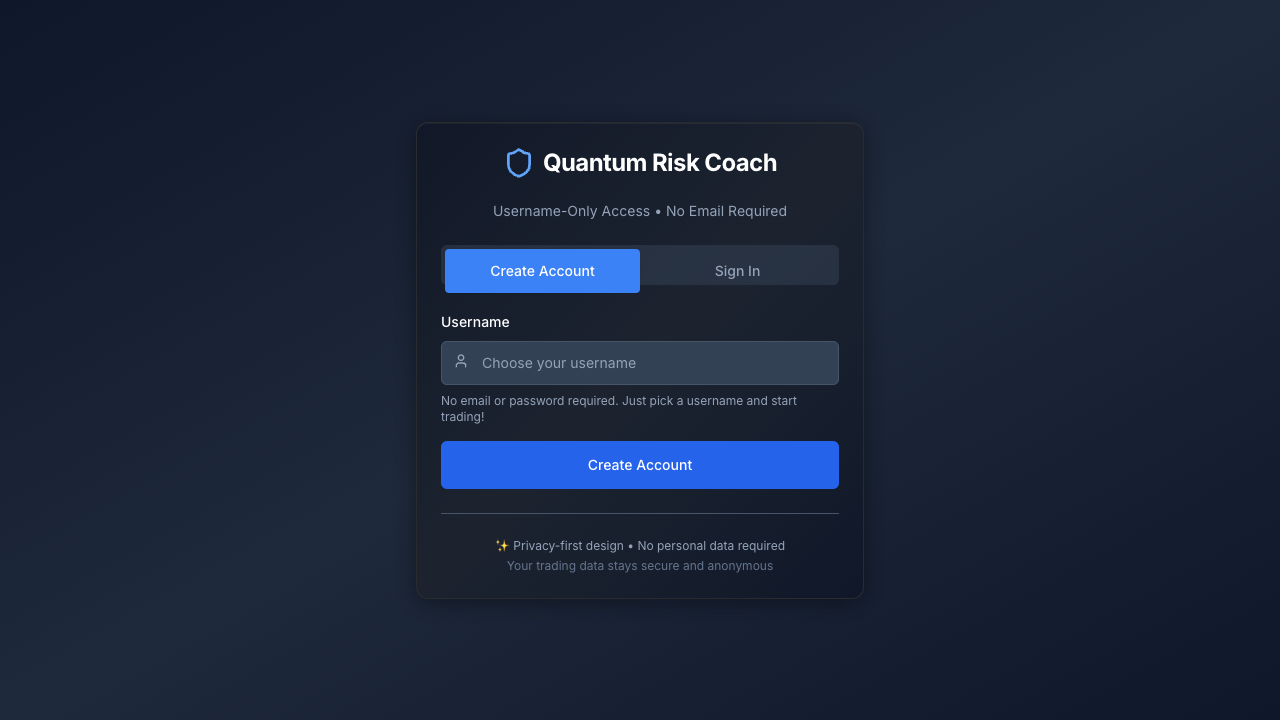 Quantum Risk Coach
Username-Only Access • No Email Required
Create Account
Sign In
Username
Choose your username
No email or password required. Just pick a username and start
trading!
Create Account
✨ Privacy-first design • No personal data required
Your trading data stays secure and anonymous